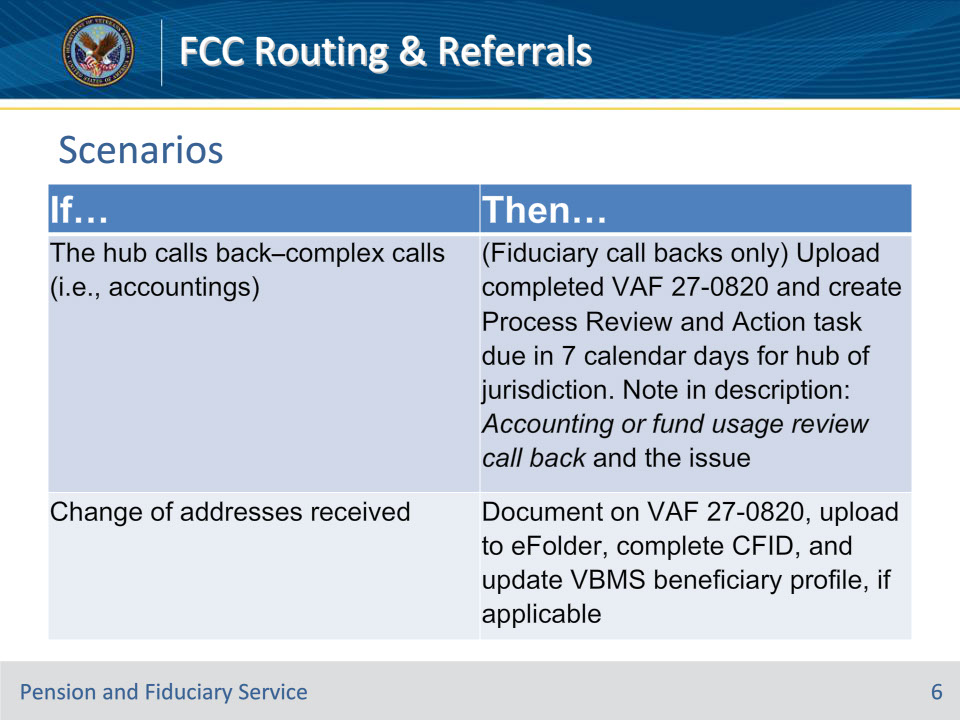 FCC Routing & Referrals
Scenarios
If…
Then…
The hub calls back–complex calls
(i.e., accountings)
(Fiduciary call backs only) Upload
completed VAF 27-0820 and create
Process Review and Action task
due in 7 calendar days for hub of
jurisdiction. Note in description:
Accounting or fund usage review
call back and the issue
Change of addresses received
Document on VAF 27-0820, upload
to eFolder, complete CFID, and
update VBMS beneficiary profile, if
applicable
Pension and Fiduciary Service
6